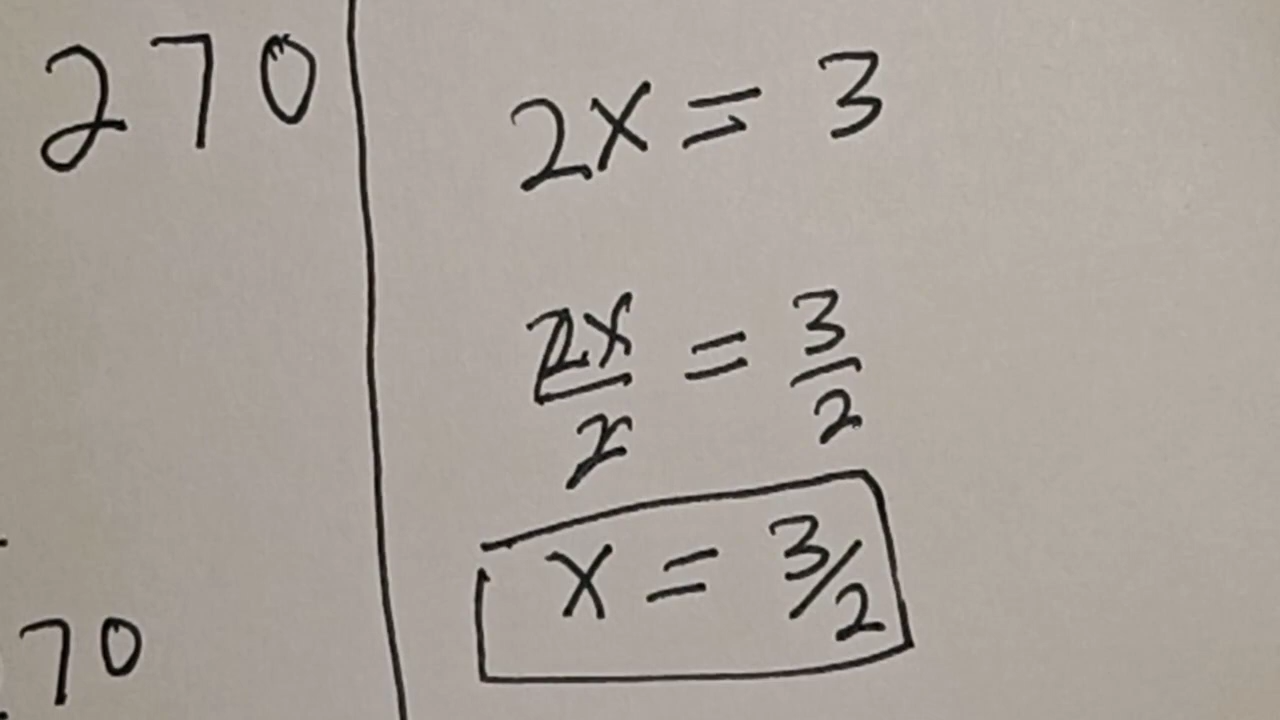 270
70
2x = 3
2x/2 = 3/2
x = 3/2